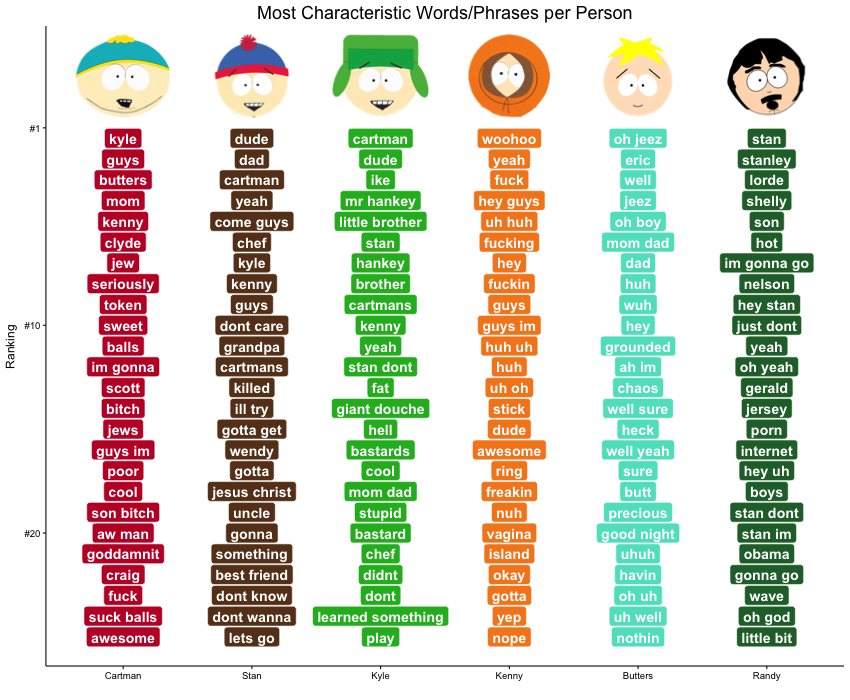 Most Characteristic Words/Phrases per Person
Ranking
#1
kyle dude cartman woohoo oh jeez stan
guys dad dude yeah eric stanley
butters cartman ike fuck well lorde
mom yeah mr hankey hey guys jeez shelly
kenny come guys little brother uh huh oh boy son
clyde chef stan fucking mom dad hot
jew kyle hankey hey dad im gonna go
seriously kenny brother fuckin huh nelson
token guys cartmans guys wuh hey stan
#10
sweet dont care kenny guys im hey just dont
balls grandpa yeah huh uh grounded yeah
im gonna cartmans stan dont huh ah im oh yeah
scott killed fat uh oh chaos gerald
bitch ill try giant douche stick well sure jersey
jews gotta get hell dude heck porn
guys im wendy bastards awesome well yeah internet
poor gotta cool ring sure hey uh
cool jesus christ mom dad freakin butt boys
son bitch uncle stupid nuh precious stan dont
#20
aw man gonna bastard vagina good night stan im
goddamnit something chef island uhuh obama
craig best friend didnt okay havin gonna go
fuck dont know dont gotta oh uh wave
suck balls dont wanna learned something yep uh well oh god
awesome lets go play nope nothin little bit
Cartman Stan Kyle Kenny Butters Randy